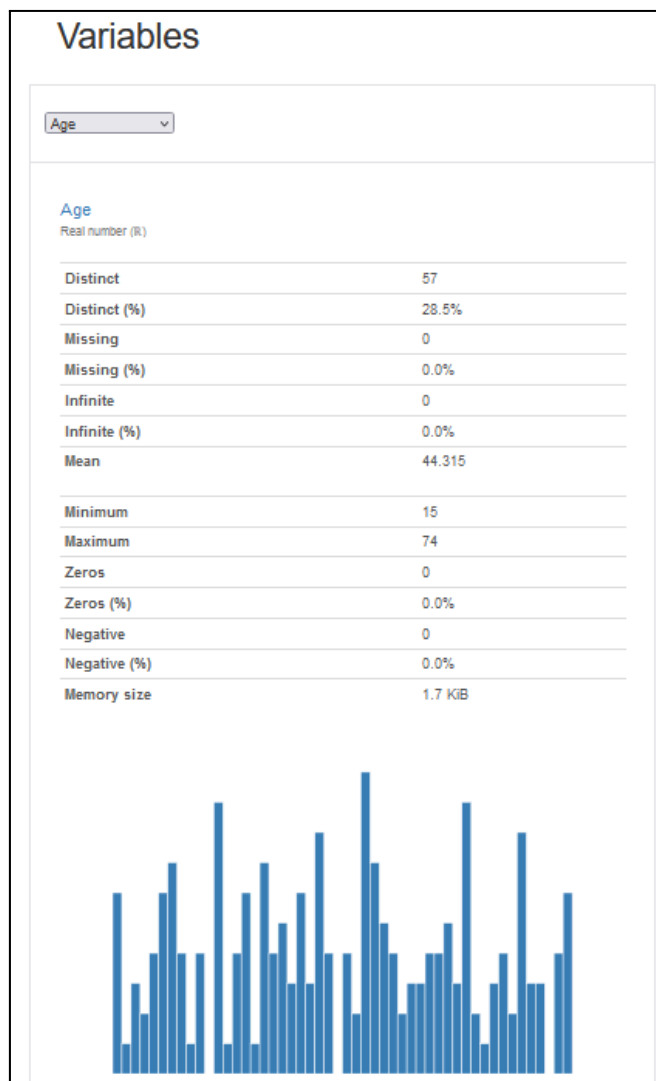 Variables
Age
Age
Real number (ℝ)
Distinct 57
Distinct (%) 28.5%
Missing 0
Missing (%) 0.0%
Infinite 0
Infinite (%) 0.0%
Mean 44.315
Minimum 15
Maximum 74
Zeros 0
Zeros (%) 0.0%
Negative 0
Negative (%) 0.0%
Memory size 1.7 KiB